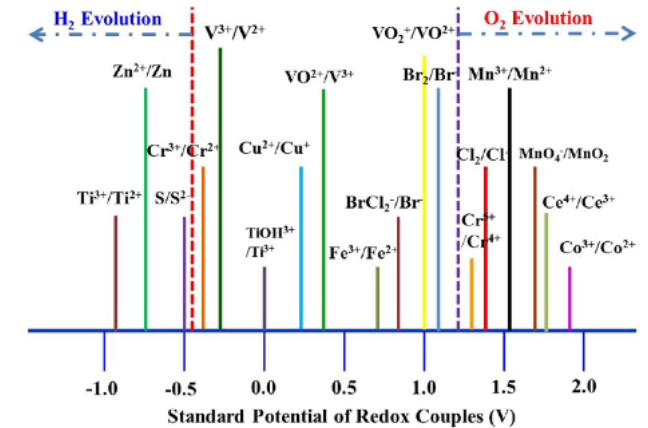 H₂ Evolution
O₂ Evolution
V³⁺/V²⁺
VO₂⁺/VO²⁺
Zn²⁺/Zn
VO²⁺/V³⁺
Br₂/Br⁻
Mn³⁺/Mn²⁺
Cr³⁺/Cr²⁺
Cu²⁺/Cu⁺
Cl₂/Cl⁻
MnO₄⁻/MnO₂
Ti³⁺/Ti²⁺
S/S²⁻
BrCl₂⁻/Br⁻
Ce⁴⁺/Ce³⁺
TiOH³⁺
/Ti³⁺
Fe³⁺/Fe²⁺
Cr⁵⁺
/Cr⁴⁺
Co³⁺/Co²⁺
-1.0 -0.5 0.0 0.5 1.0 1.5 2.0
Standard Potential of Redox Couples (V)